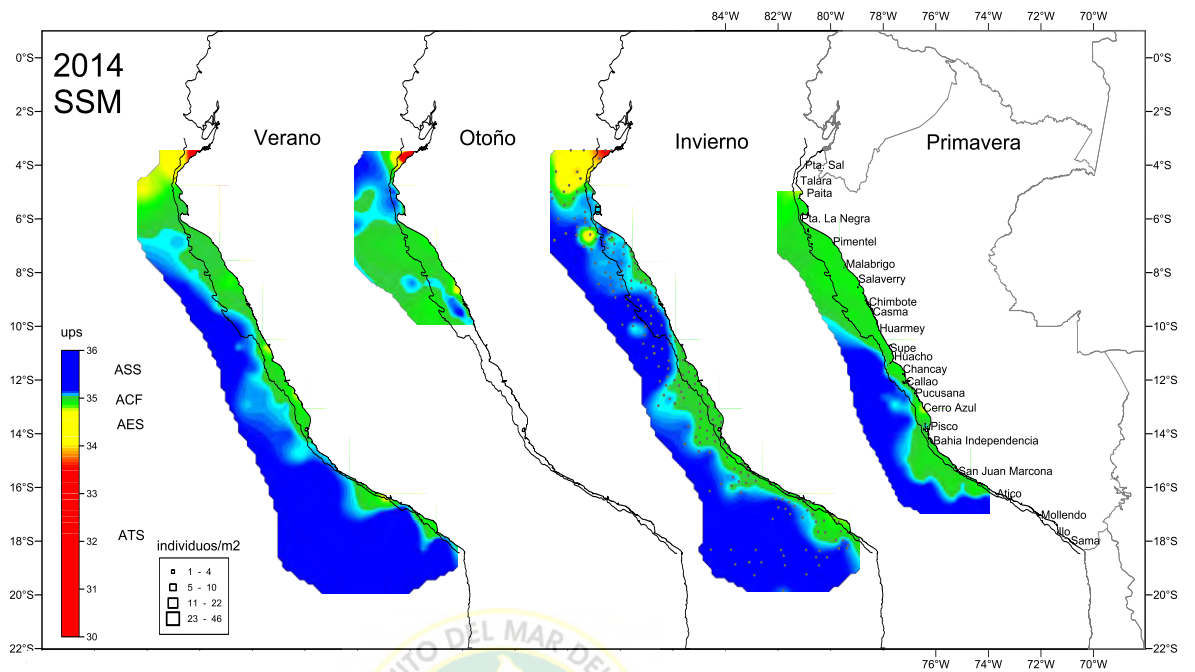 84°W 82°W 80°W 78°W 76°W 74°W 72°W 70°W
0°S 2014 SSM 0°S
2°S Verano Otoño Invierno Primavera 2°S
4°S Pta. Sal 4°S
Talara
Paita
6°S Pta. La Negra 6°S
Pimentel
8°S Malabrigo 8°S
Salaverry
Chimbote
Casma
10°S Huarmey 10°S
ups
36 Supe
Huacho
ASS Chancay
12°S Callao 12°S
35 ACF Pucusana
AES Cerro Azul
14°S 34 Pisco 14°S
Bahia Independencia
San Juan Marcona
16°S 33 Atico 16°S
Mollendo
Ilo
18°S 32 ATS Sama 18°S
individuos/m2
1 - 4
31 5 - 10
20°S 11 - 22 20°S
30 23 - 46
22°S 22°S
76°W 74°W 72°W 70°W
DEL MAR DEL